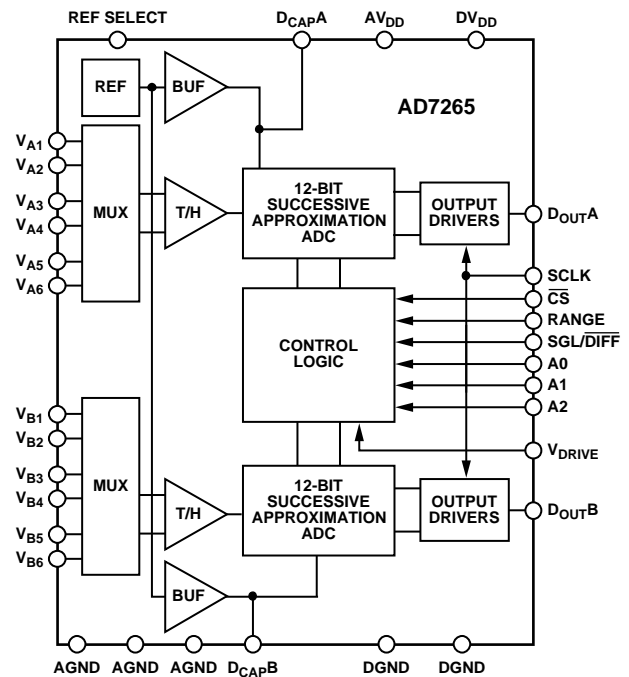 REF SELECT
DCAPA
AVDD
DVDD
REF
BUF
AD7265
VA1
VA2
VA3
VA4
VA5
VA6
MUX
T/H
12-BIT
SUCCESSIVE
APPROXIMATION
ADC
OUTPUT
DRIVERS
DOUTA
SCLK
CS
RANGE
SGL/DIFF
A0
A1
A2
VDRIVE
CONTROL
LOGIC
VB1
VB2
VB3
VB4
VB5
VB6
MUX
T/H
12-BIT
SUCCESSIVE
APPROXIMATION
ADC
OUTPUT
DRIVERS
DOUTB
BUF
AGND
AGND
AGND
DCAPB
DGND
DGND